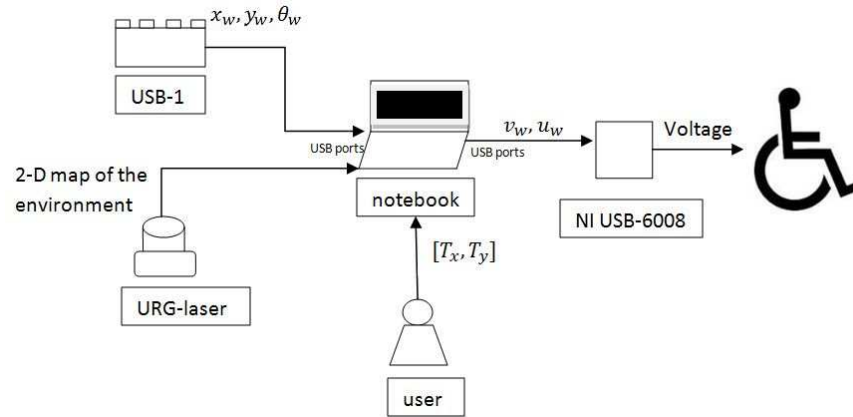 x_w, y_w, θ_w
USB-1
USB ports
v_w, u_w
USB ports
Voltage
2-D map of the
environment
notebook
NI USB-6008
[T_x, T_y]
URG-laser
user